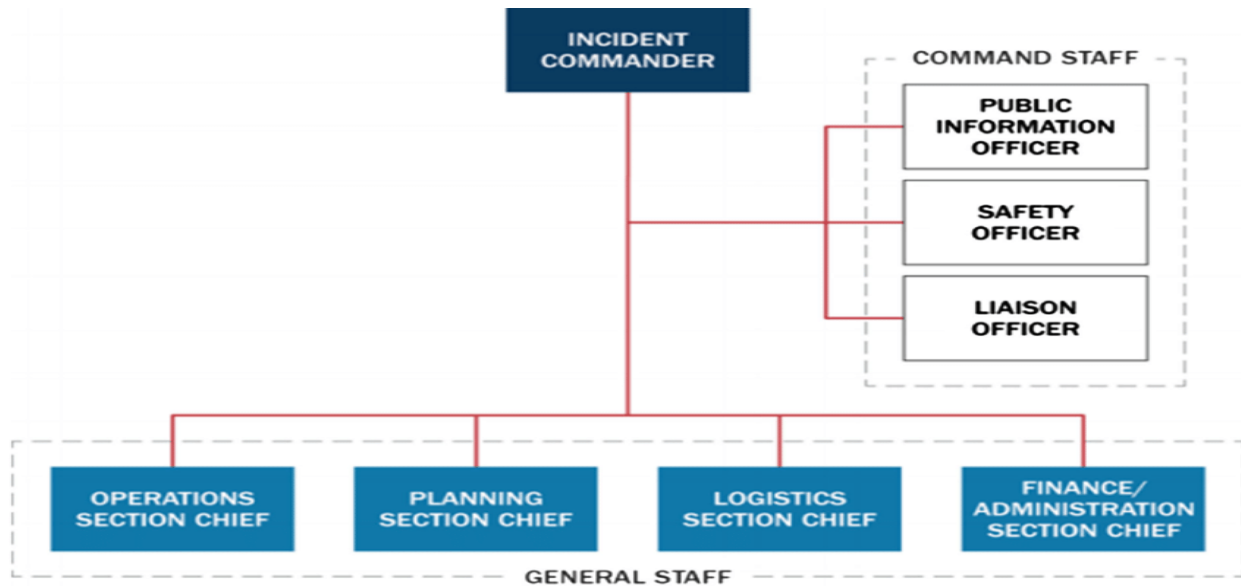 INCIDENT
COMMANDER
COMMAND STAFF
PUBLIC
INFORMATION
OFFICER
SAFETY
OFFICER
LIAISON
OFFICER
OPERATIONS
SECTION CHIEF
PLANNING
SECTION CHIEF
LOGISTICS
SECTION CHIEF
FINANCE/
ADMINISTRATION
SECTION CHIEF
GENERAL STAFF